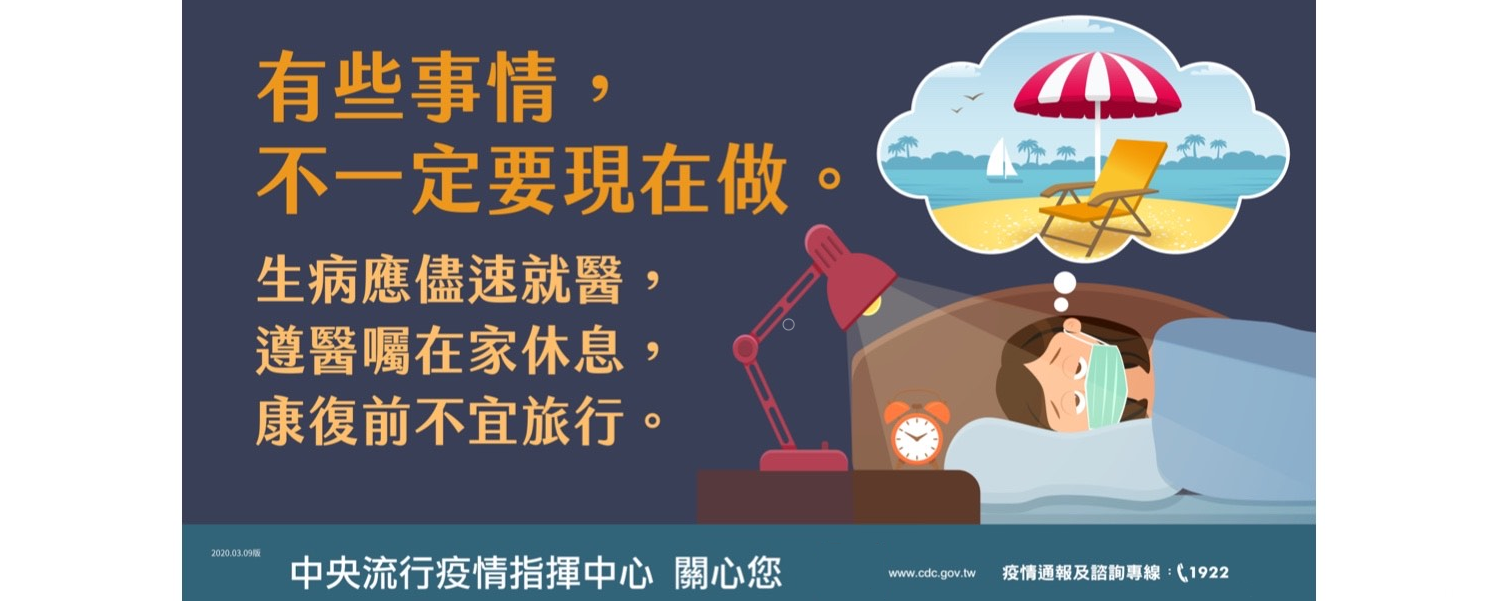 有些事情，
不一定要現在做。
生病應儘速就醫，
遵醫囑在家休息，
康復前不宜旅行。
2020.03.09版
中央流行疫情指揮中心 關心您
www.cdc.gov.tw
疫情通報及諮詢專線：1922